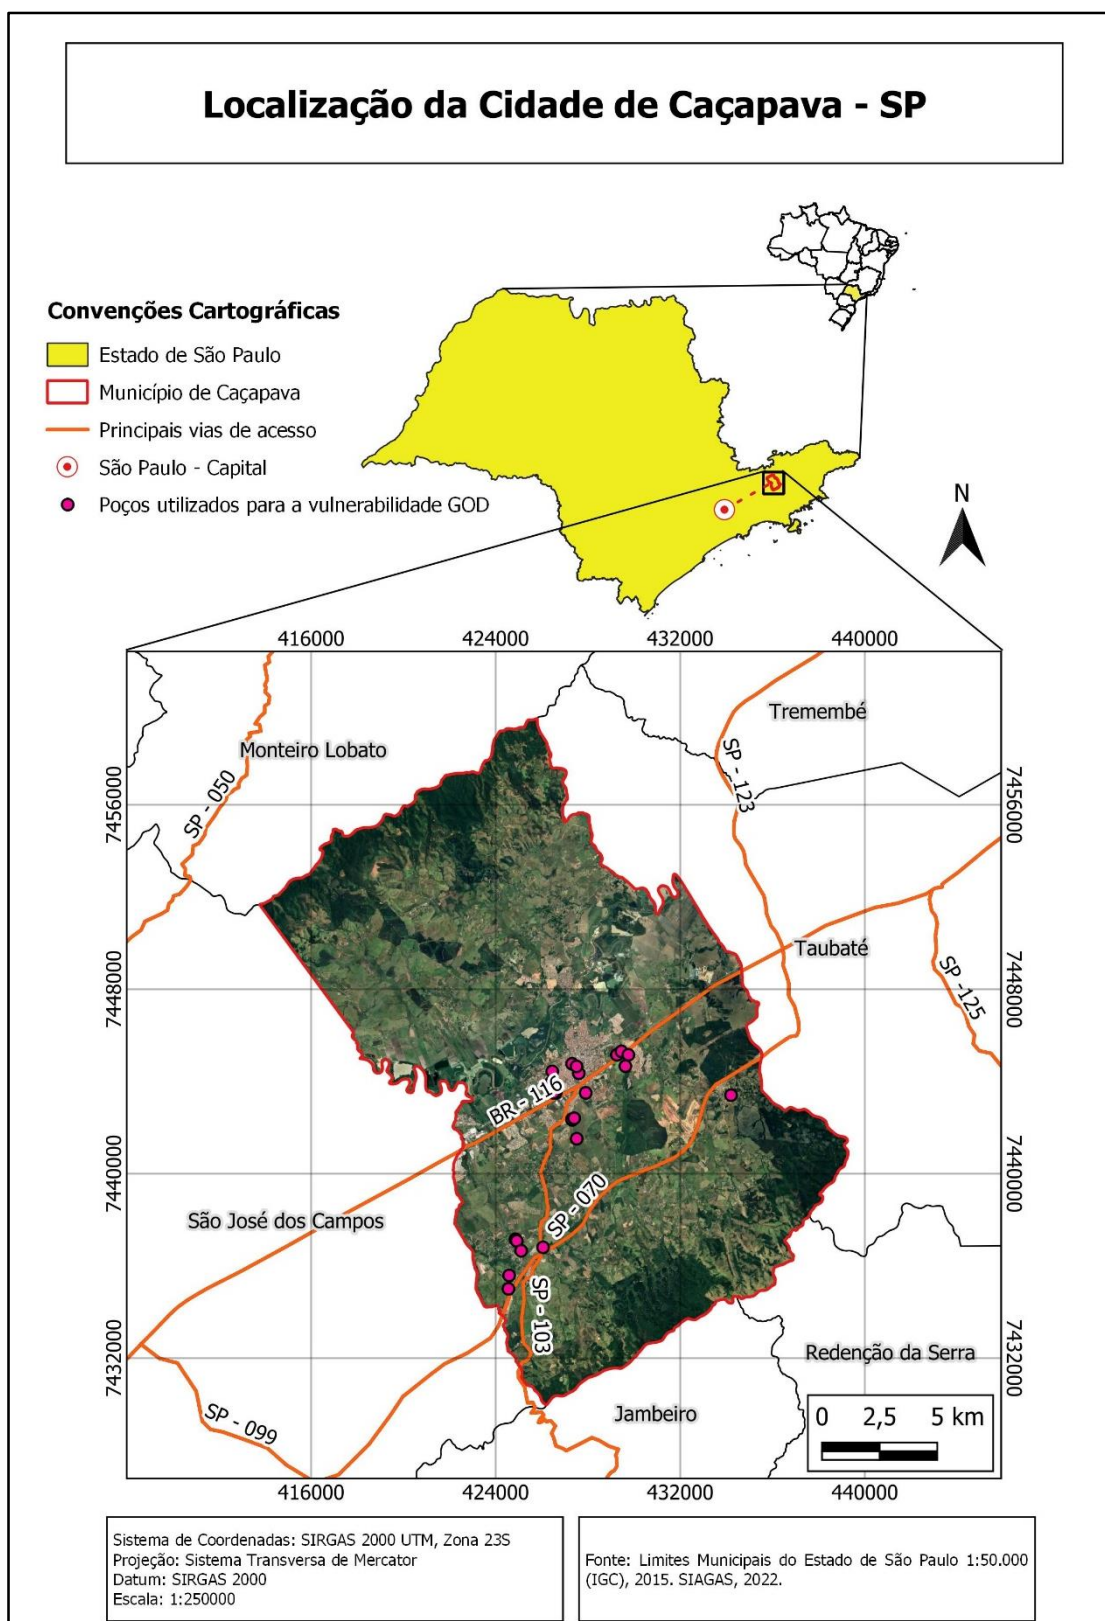 Localização da Cidade de Caçapava - SP
Convenções Cartográficas
Estado de São Paulo
Município de Caçapava
Principais vias de acesso
São Paulo - Capital
Poços utilizados para a vulnerabilidade GOD
N
416000
424000
432000
440000
Tremembé
Monteiro Lobato
SP - 123
SP - 050
7456000
7456000
Taubaté
SP -125
7448000
7448000
BR - 116
7440000
7440000
SP - 070
São José dos Campos
SP - 103
Redenção da Serra
7432000
7432000
SP - 099
Jambeiro
0 2,5 5 km
416000
424000
432000
440000
Sistema de Coordenadas: SIRGAS 2000 UTM, Zona 23S
Projeção: Sistema Transversa de Mercator
Datum: SIRGAS 2000
Escala: 1:250000
Fonte: Limites Municipais do Estado de São Paulo 1:50.000
(IGC), 2015. SIAGAS, 2022.